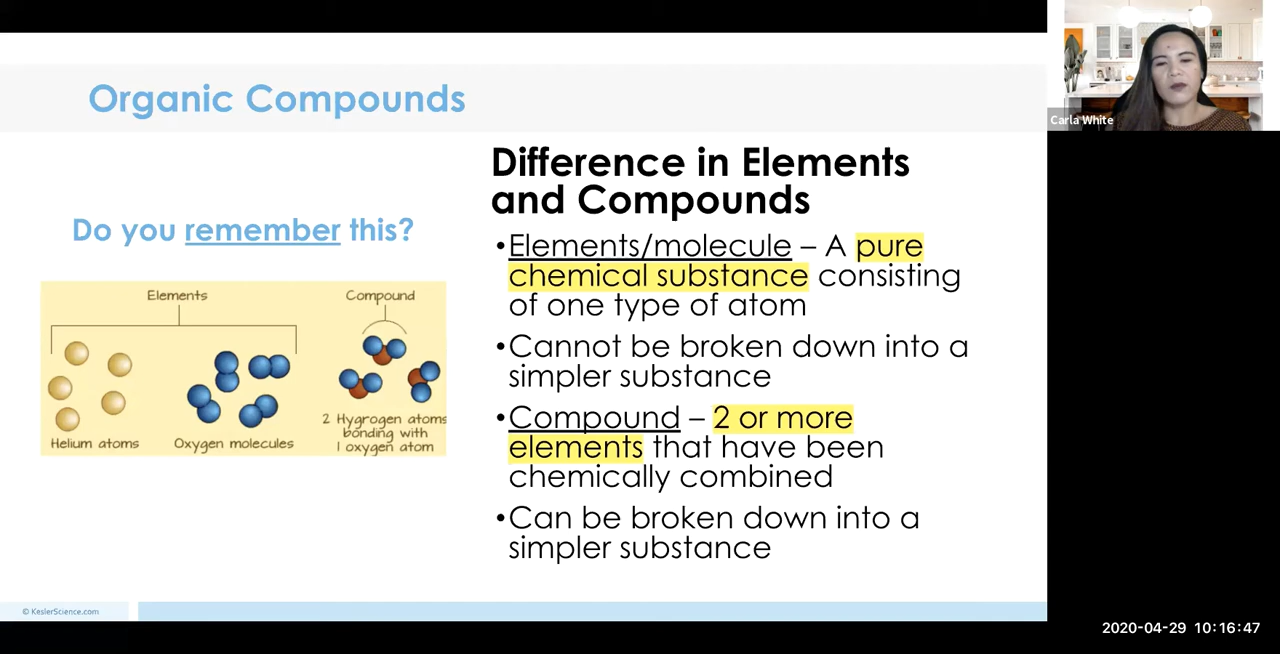 Organic Compounds
Carla White
Do you remember this?
Elements
Compound
Helium atoms
Oxygen molecules
2 Hygrogen atoms
bonding with
1 oxygen atom
Difference in Elements
and Compounds
•Elements/molecule – A pure
chemical substance consisting
of one type of atom
•Cannot be broken down into a
simpler substance
•Compound – 2 or more
elements that have been
chemically combined
•Can be broken down into a
simpler substance
© KeslerScience.com
2020-04-29 10:16:47